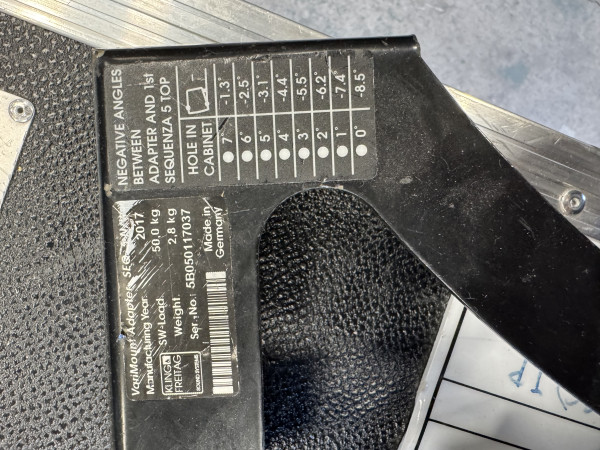 NEGATIVE ANGLES
BETWEEN
ADAPTER AND 1st
SEQUENZA 5 TOP
HOLE IN
CABINET
7° -1.3°
6° -2.5°
5° -3.1°
4° -4.4°
3° -5.5°
2° -6.2°
1° -7.4°
0° -8.5°
VariMount Adapter SEQ
Manufacturing Year: 2017
SW-Load: 50,0 kg
Weight: 2,8 kg
Ser.-No.: 5B050117037
KLING &
FREITAG
Made in
Germany